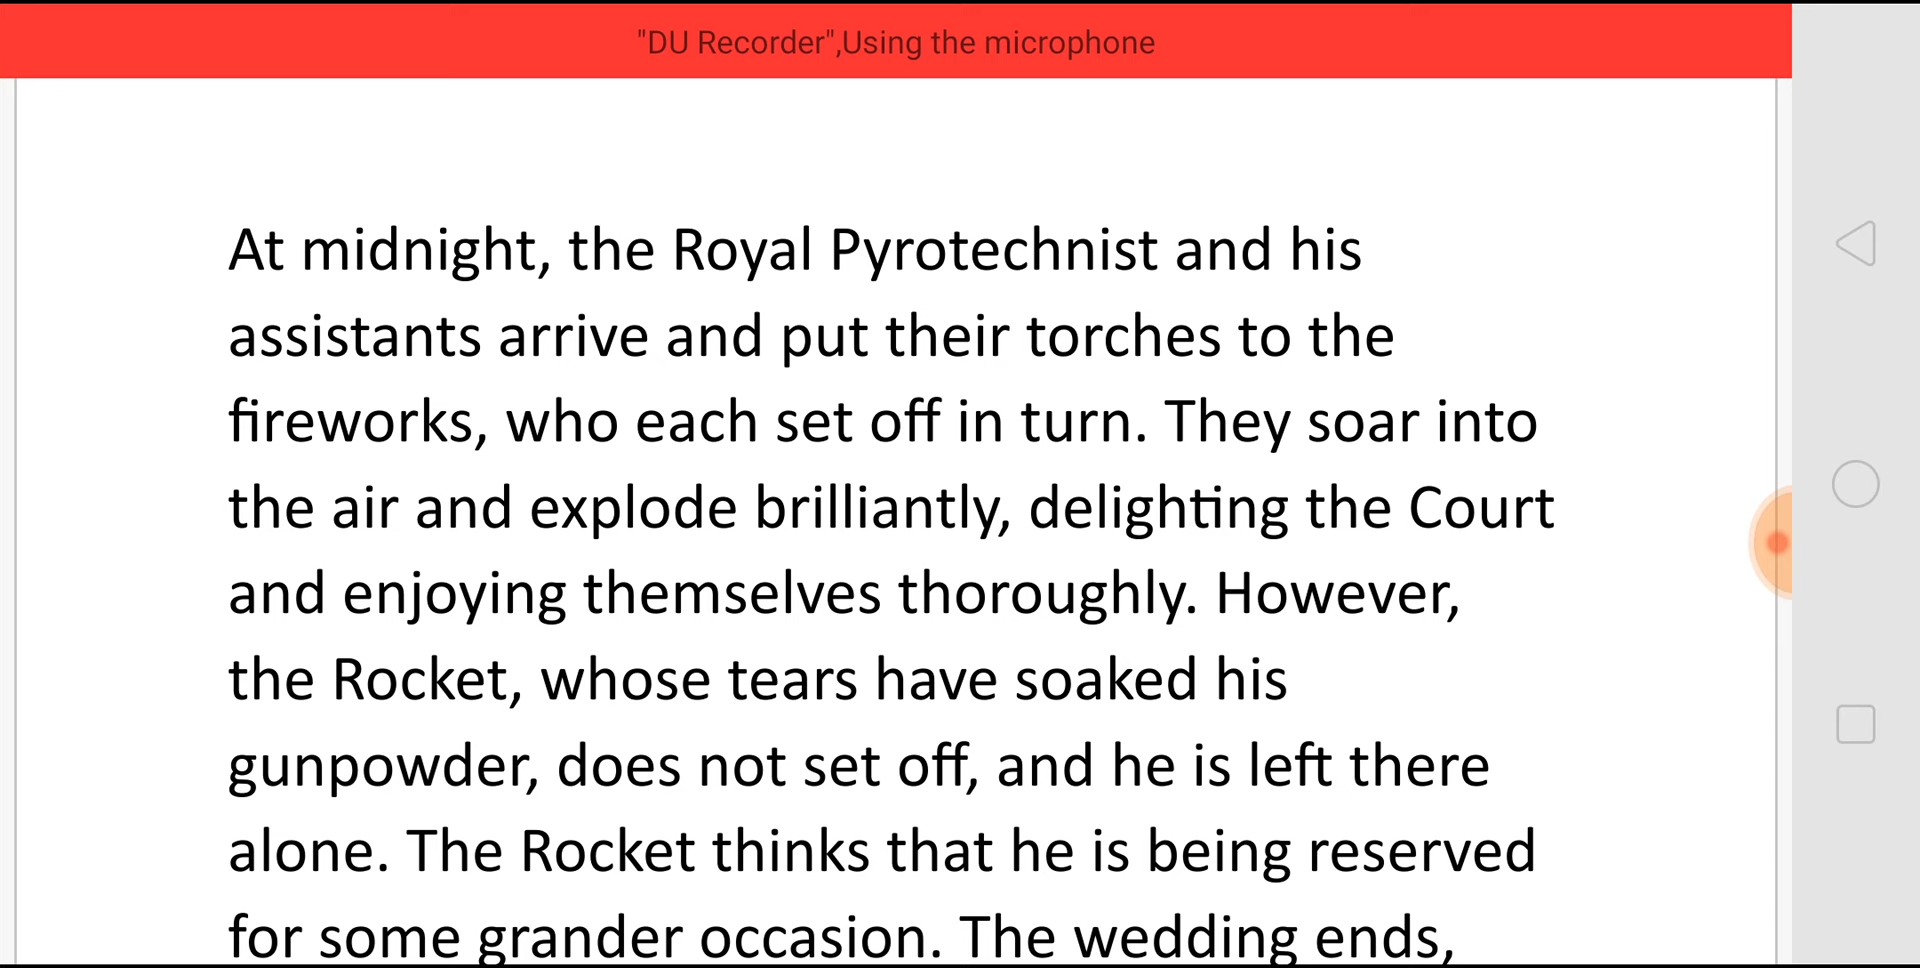 "DU Recorder",Using the microphone
At midnight, the Royal Pyrotechnist and his
assistants arrive and put their torches to the
fireworks, who each set off in turn. They soar into
the air and explode brilliantly, delighting the Court
and enjoying themselves thoroughly. However,
the Rocket, whose tears have soaked his
gunpowder, does not set off, and he is left there
alone. The Rocket thinks that he is being reserved
for some grander occasion. The wedding ends,